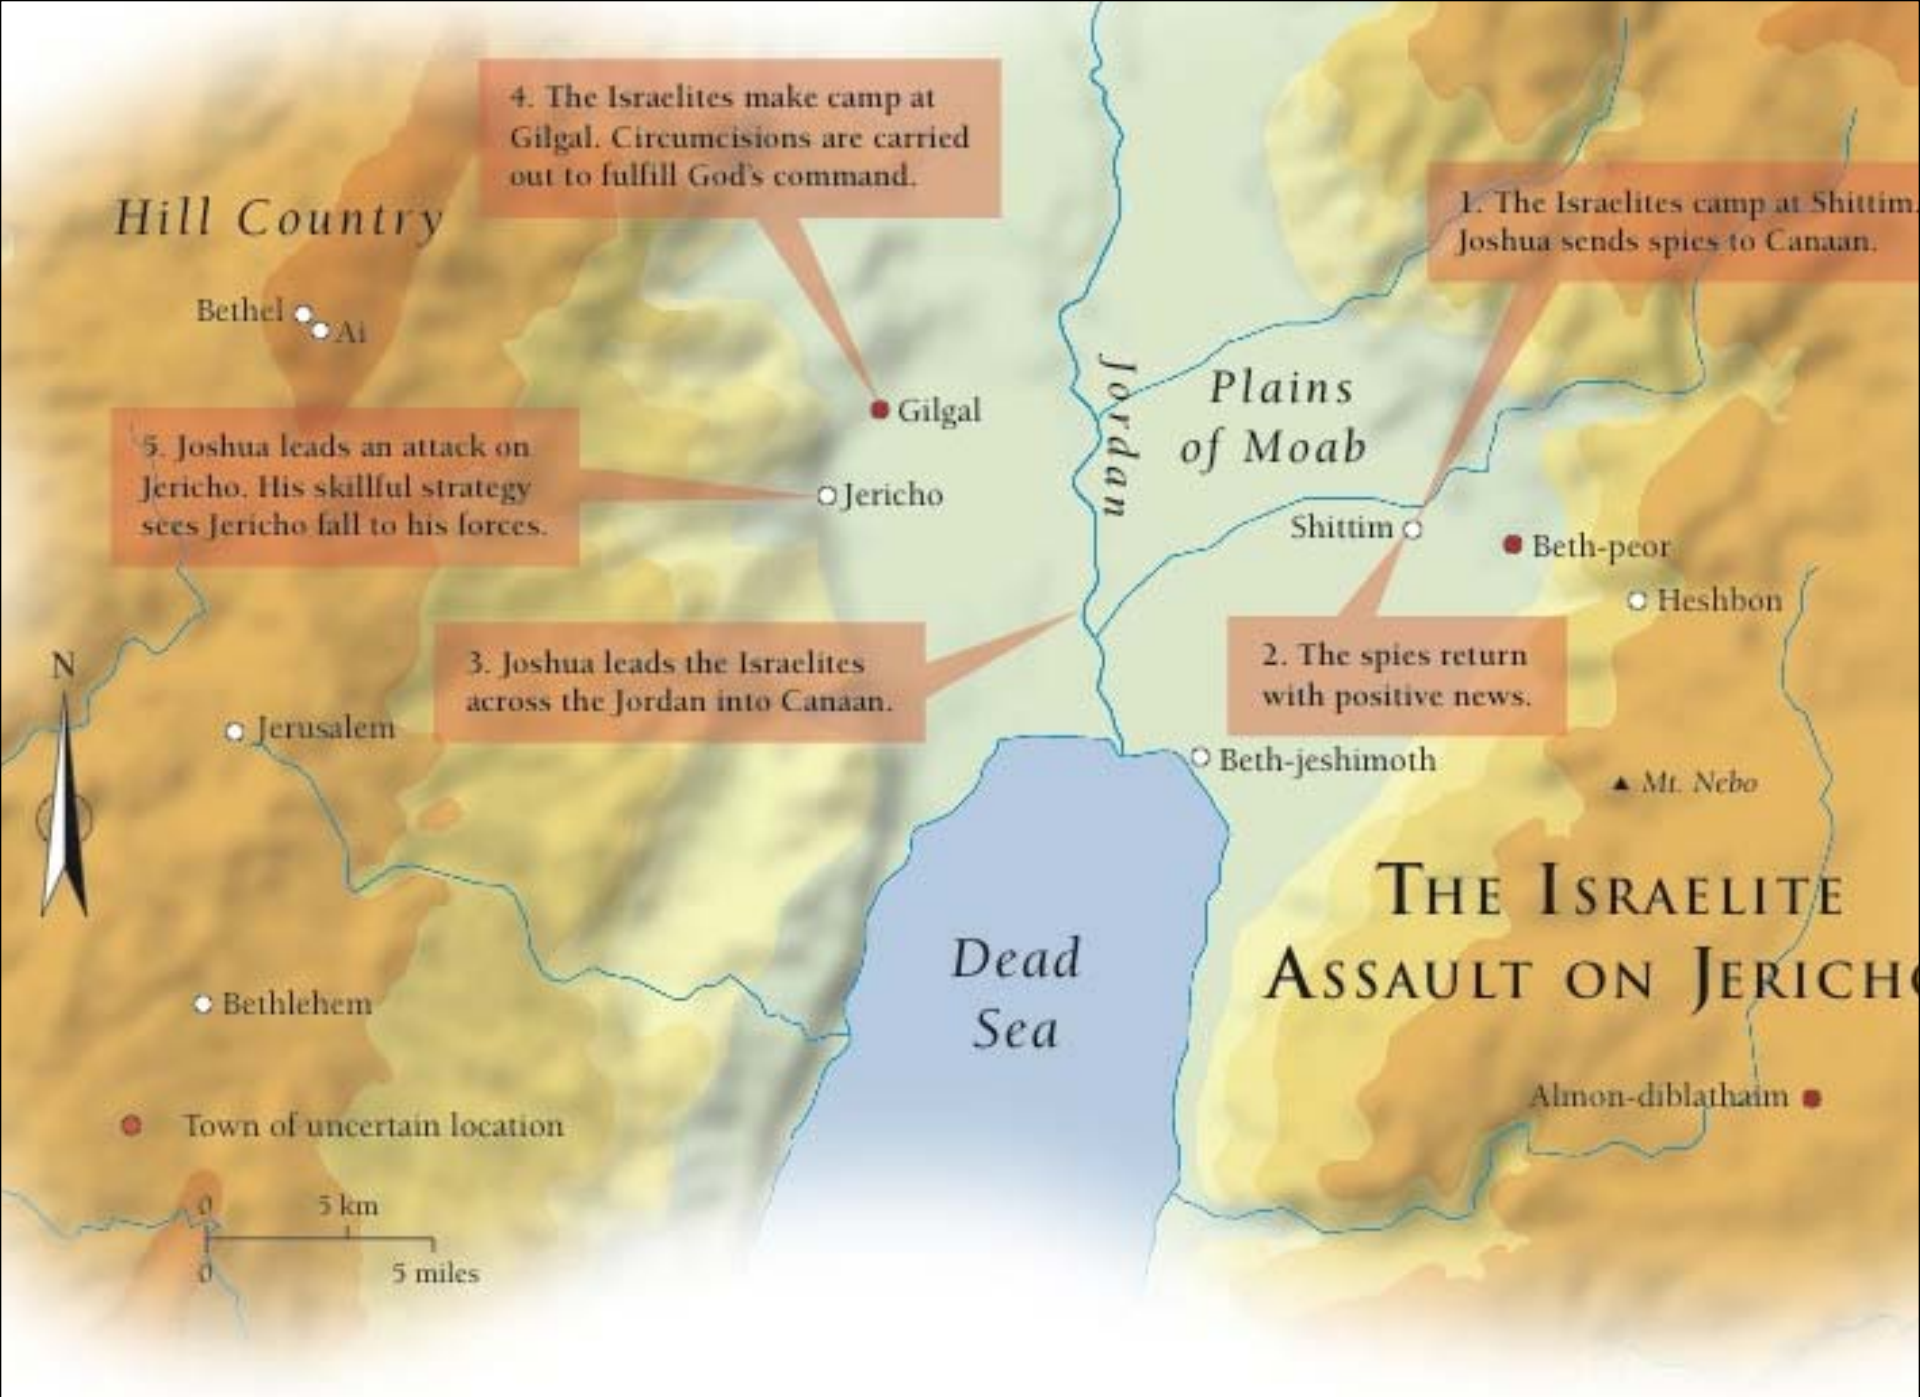 4. The Israelites make camp at
Gilgal. Circumcisions are carried
out to fulfill God's command.
Hill Country
1. The Israelites camp at Shittim.
Joshua sends spies to Canaan.
Bethel
Ai
Jordan
Plains
of Moab
Gilgal
5. Joshua leads an attack on
Jericho. His skillful strategy
sees Jericho fall to his forces.
Jericho
Shittim
Beth-peor
Heshbon
N
3. Joshua leads the Israelites
across the Jordan into Canaan.
2. The spies return
with positive news.
Jerusalem
Beth-jeshimoth
Mt. Nebo
THE ISRAELITE
ASSAULT ON JERICHO
Dead
Sea
Bethlehem
Almon-diblathaim
Town of uncertain location
0 5 km
0 5 miles